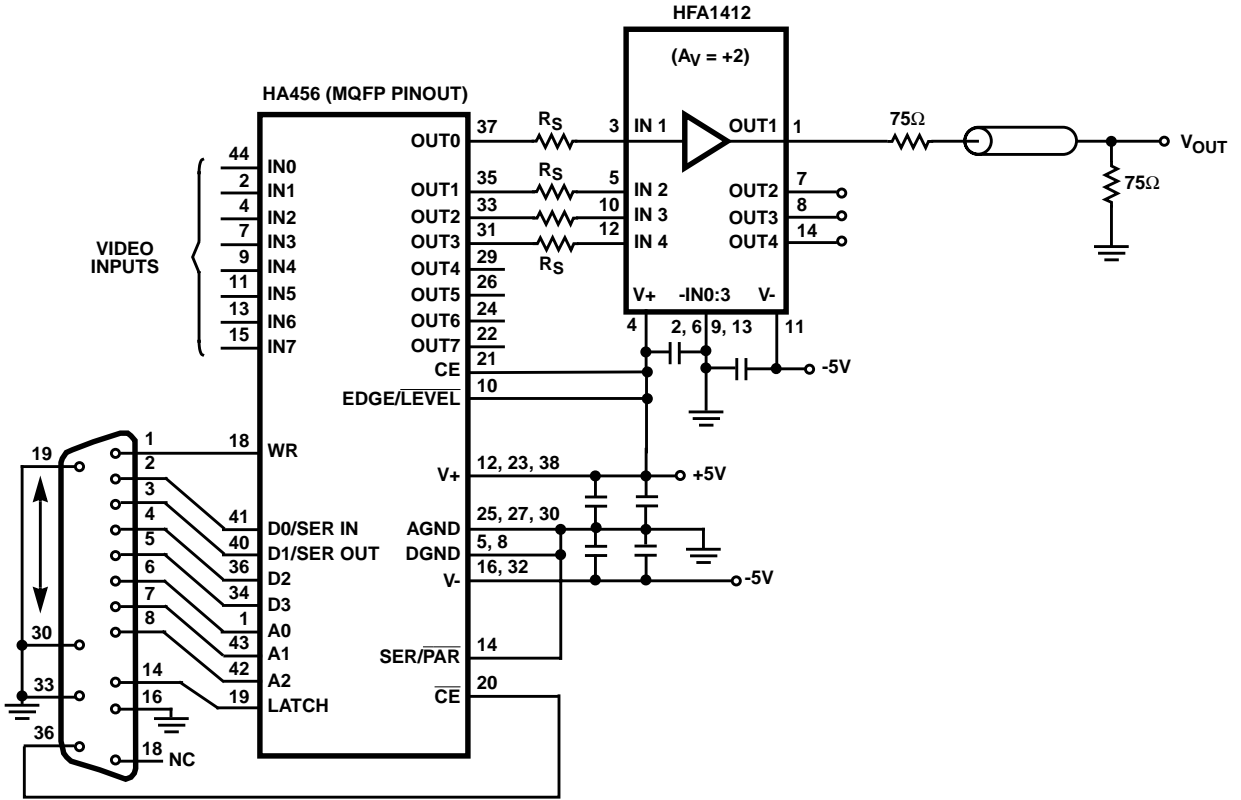 HFA1412
(AV = +2)
HA456 (MQFP PINOUT)
OUT0 37 RS 3 IN 1 OUT1 1 75Ω VOUT
44 IN0
2 IN1 OUT1 35 RS 5 IN 2 OUT2 7 75Ω
4 IN2 OUT2 33 10 IN 3 OUT3 8
7 IN3 OUT3 31 RS 12 IN 4 OUT4 14
VIDEO
INPUTS
9 IN4 OUT4 29
11 IN5 OUT5 26 V+ -IN0:3 V-
13 IN6 OUT6 24 4 2, 6 9, 13 11
15 IN7 OUT7 22
CE 21 -5V
EDGE/LEVEL 10
1 18 WR
19 2 V+ 12, 23, 38 +5V
3
4 41 D0/SER IN AGND 25, 27, 30
5 40 D1/SER OUT DGND 5, 8
6 36 D2 V- 16, 32 -5V
7 34 D3
30 8 1 A0
43 A1 SER/PAR 14
14 42 A2
33 16 19 LATCH CE 20
36 18 NC